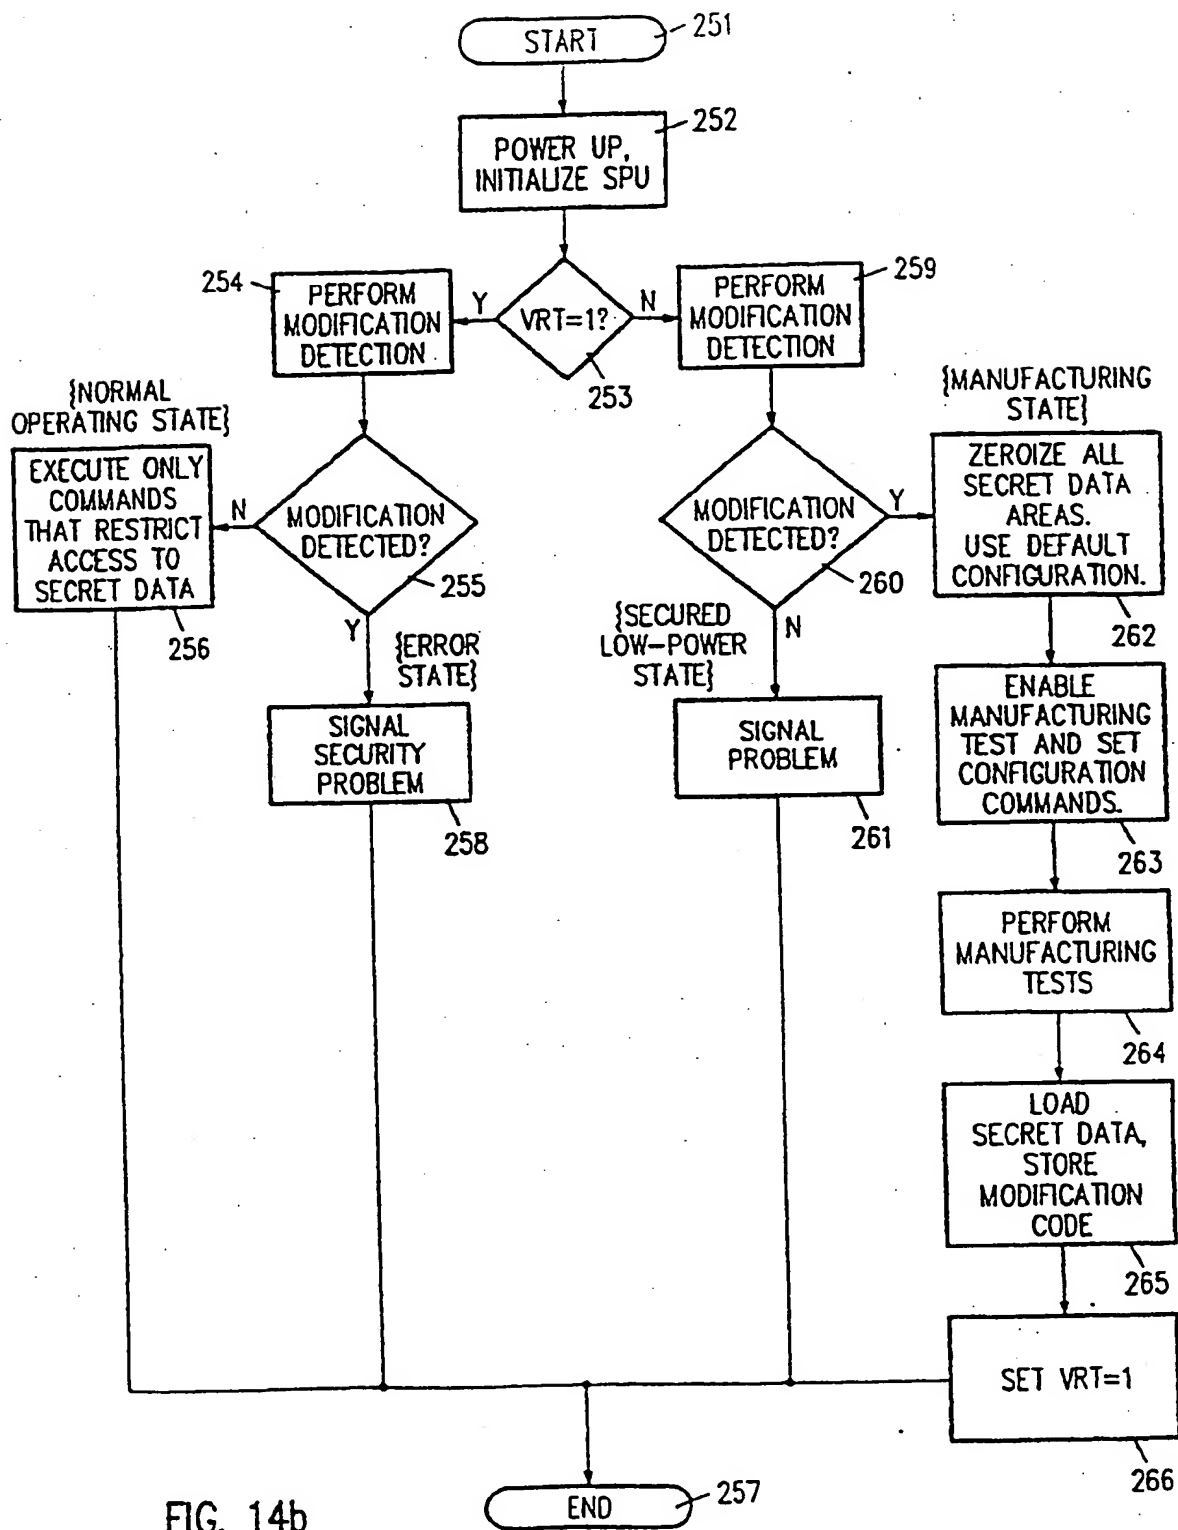 START
251
POWER UP,
INITIALIZE SPU
252
VRT=1?
Y
N
253
254
PERFORM
MODIFICATION
DETECTION
259
PERFORM
MODIFICATION
DETECTION
{NORMAL
OPERATING STATE}
EXECUTE ONLY
COMMANDS
THAT RESTRICT
ACCESS TO
SECRET DATA
256
N
MODIFICATION
DETECTED?
255
Y
{ERROR
STATE}
SIGNAL
SECURITY
PROBLEM
258
MODIFICATION
DETECTED?
260
Y
N
{SECURED
LOW-POWER
STATE}
SIGNAL
PROBLEM
261
{MANUFACTURING
STATE}
ZEROIZE ALL
SECRET DATA
AREAS.
USE DEFAULT
CONFIGURATION.
262
ENABLE
MANUFACTURING
TEST AND SET
CONFIGURATION
COMMANDS.
263
PERFORM
MANUFACTURING
TESTS
264
LOAD
SECRET DATA,
STORE
MODIFICATION
CODE
265
SET VRT=1
266
END
257
FIG. 14b